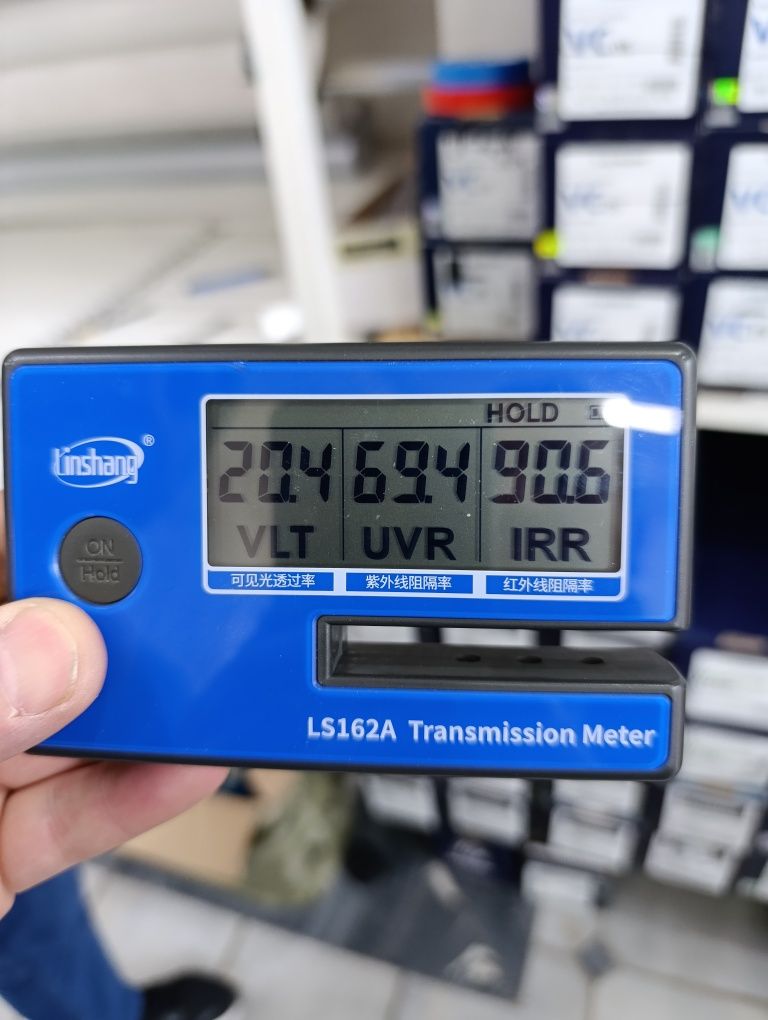 HOLD
20.4 69.4 90.6
VLT UVR IRR
可见光透过率 紫外线阻隔率 红外线阻隔率
Linshang®
ON
Hold
LS162A Transmission Meter